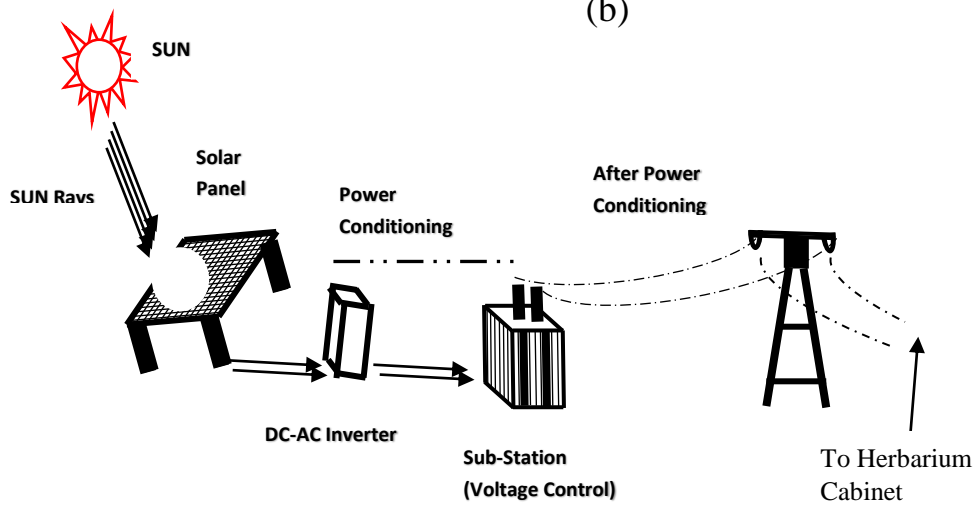 (b)
SUN
Solar
Panel
SUN Rays
Power
Conditioning
After Power
Conditioning
DC-AC Inverter
Sub-Station
(Voltage Control)
To Herbarium
Cabinet